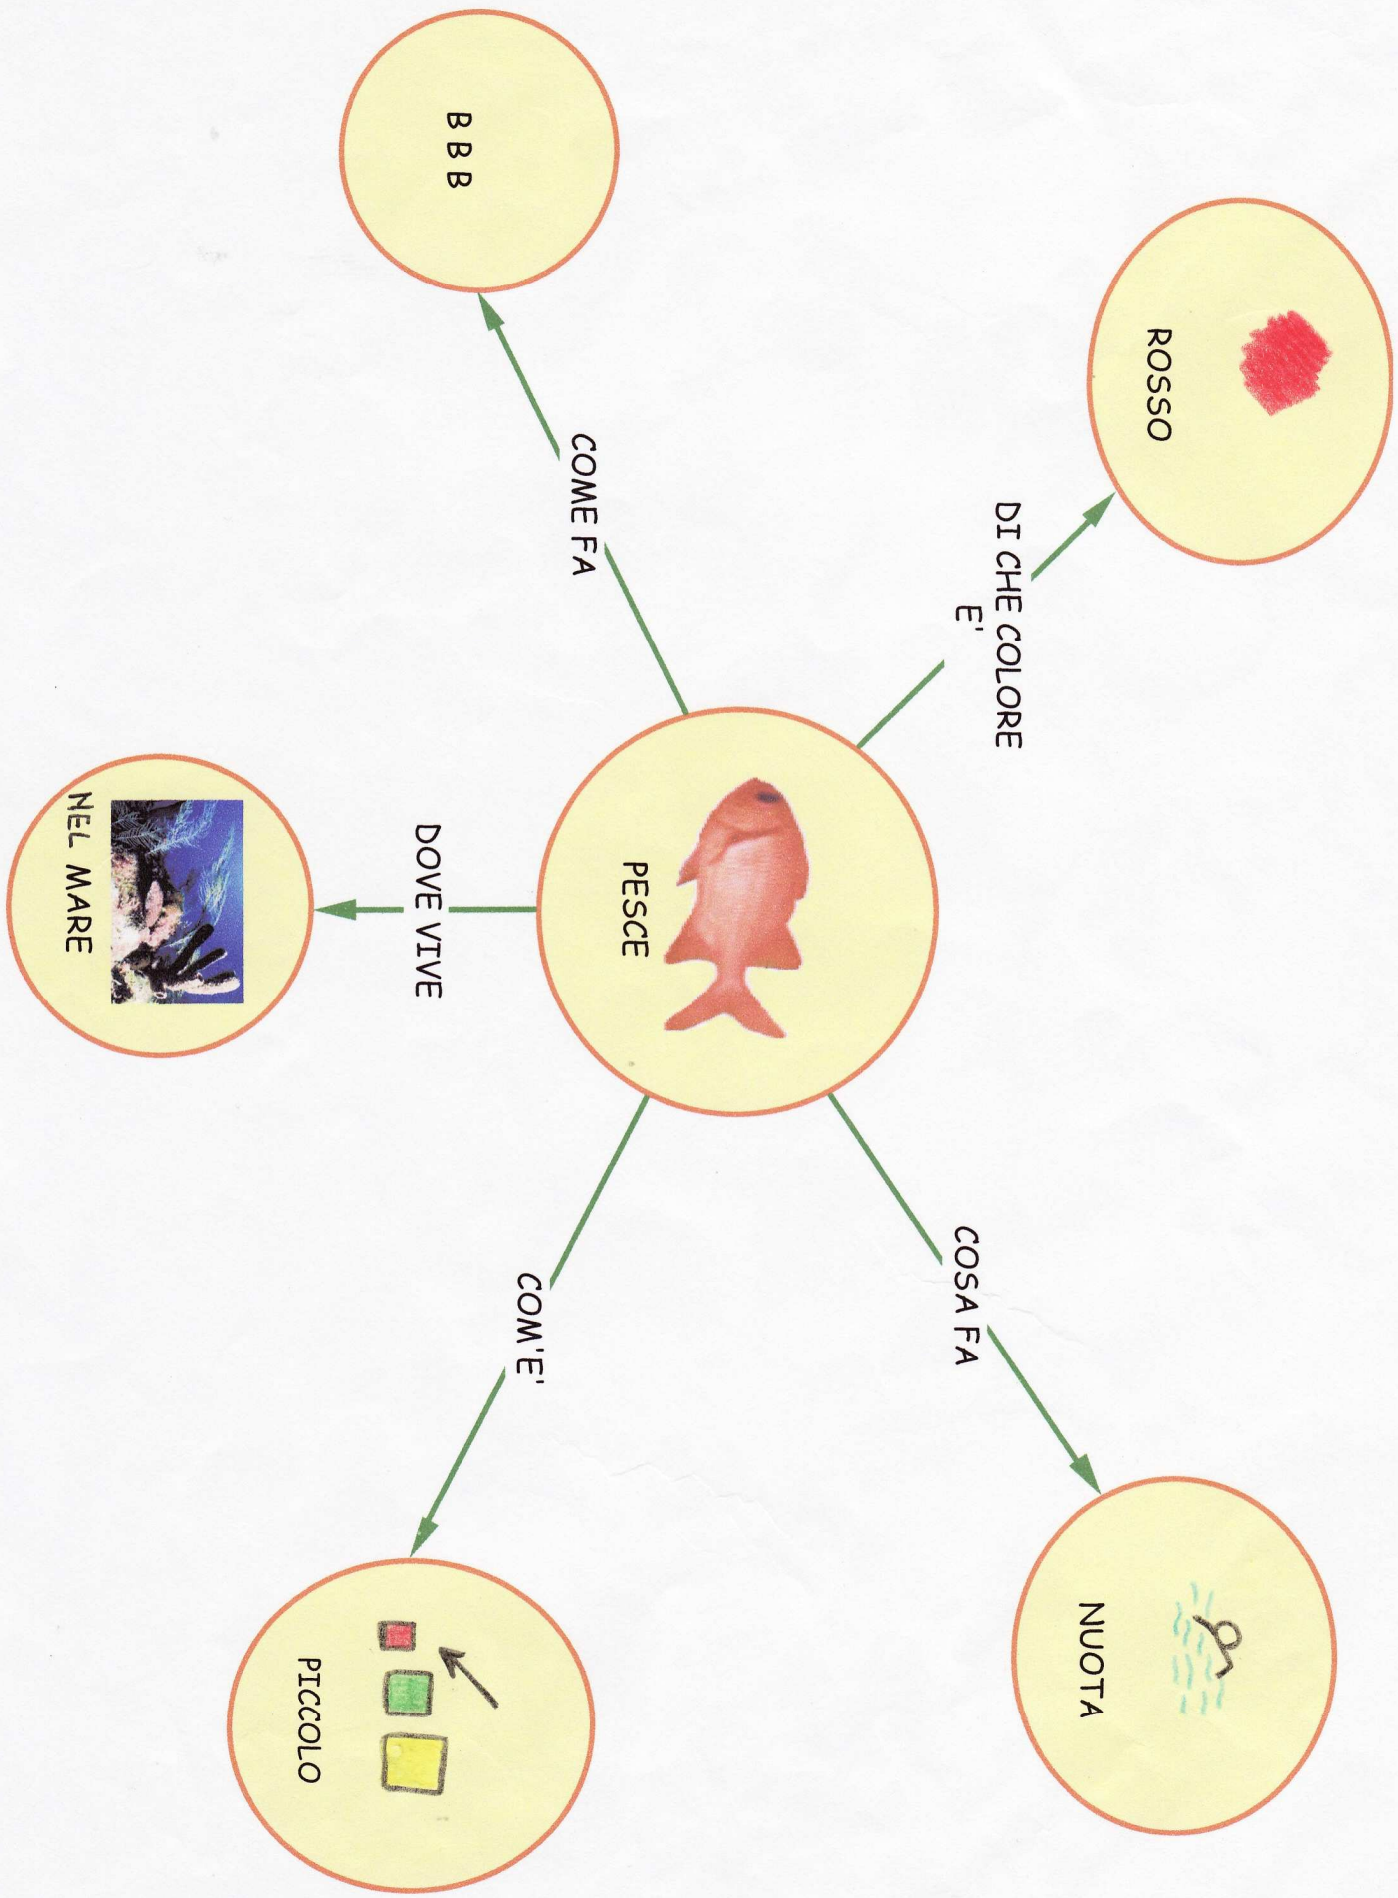 ROSSO
NUOTA
DI CHE COLORE
E'
COSA FA
PESCE
B B B
COME FA
COM'E'
PICCOLO
DOVE VIVE
NEL MARE